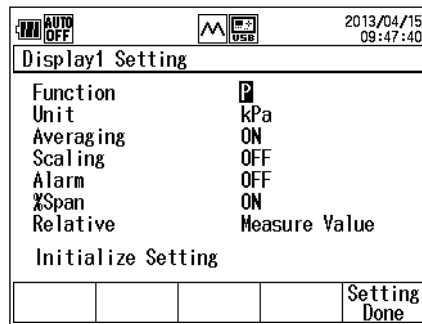 AUTO OFF USB 2013/04/15
09:47:40
Display1 Setting
Function P
Unit kPa
Averaging ON
Scaling OFF
Alarm OFF
%Span ON
Relative Measure Value
Initialize Setting
Setting
Done